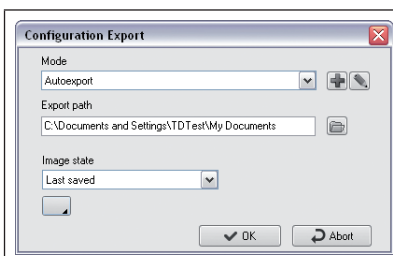 Configuration Export
Mode
Autoexport
Export path
C:\Documents and Settings\TDTest\My Documents
Image state
Last saved
OK
Abort